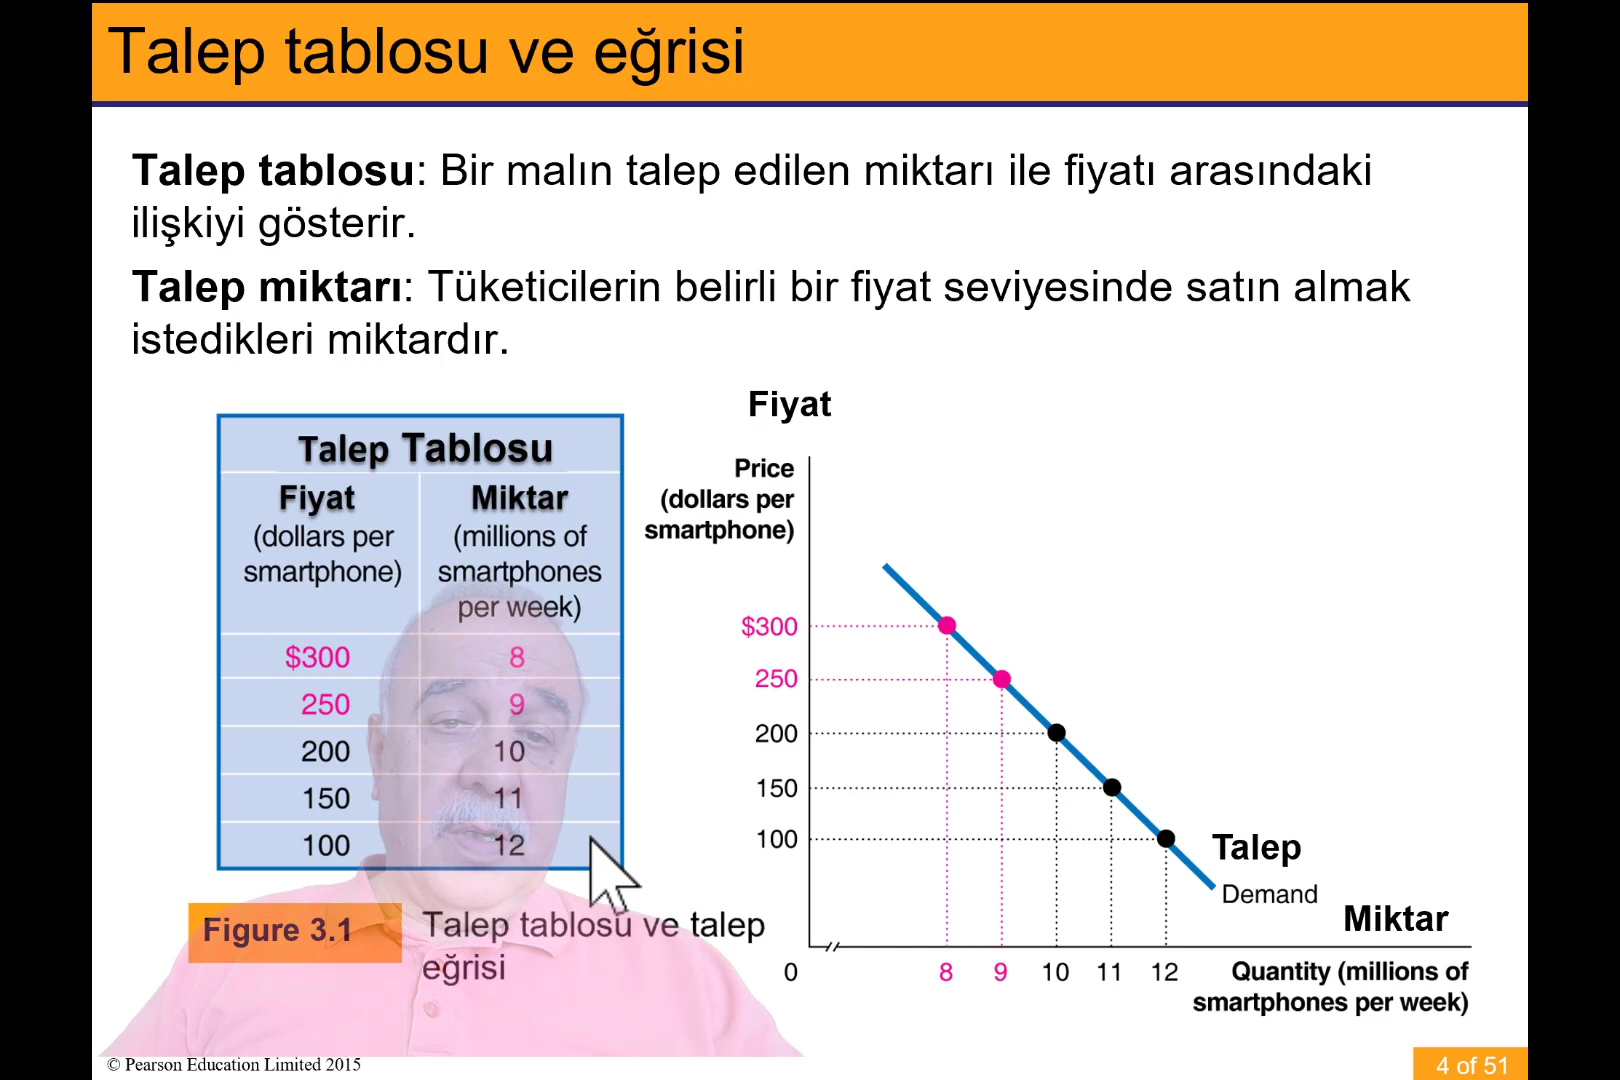 Talep tablosu ve eğrisi
Talep tablosu: Bir malın talep edilen miktarı ile fiyatı arasındaki
ilişkiyi gösterir.
Talep miktarı: Tüketicilerin belirli bir fiyat seviyesinde satın almak
istedikleri miktardır.
Talep Tablosu
Fiyat Miktar
(dollars per (millions of
smartphone) smartphones
per week)
$300 8
250 9
200 10
150 11
100 12
Figure 3.1 Talep tablosu ve talep
eğrisi
Fiyat
Price
(dollars per
smartphone)
$300
250
200
150
100
Talep
Demand
Miktar
0 8 9 10 11 12
Quantity (millions of
smartphones per week)
© Pearson Education Limited 2015
4 of 51